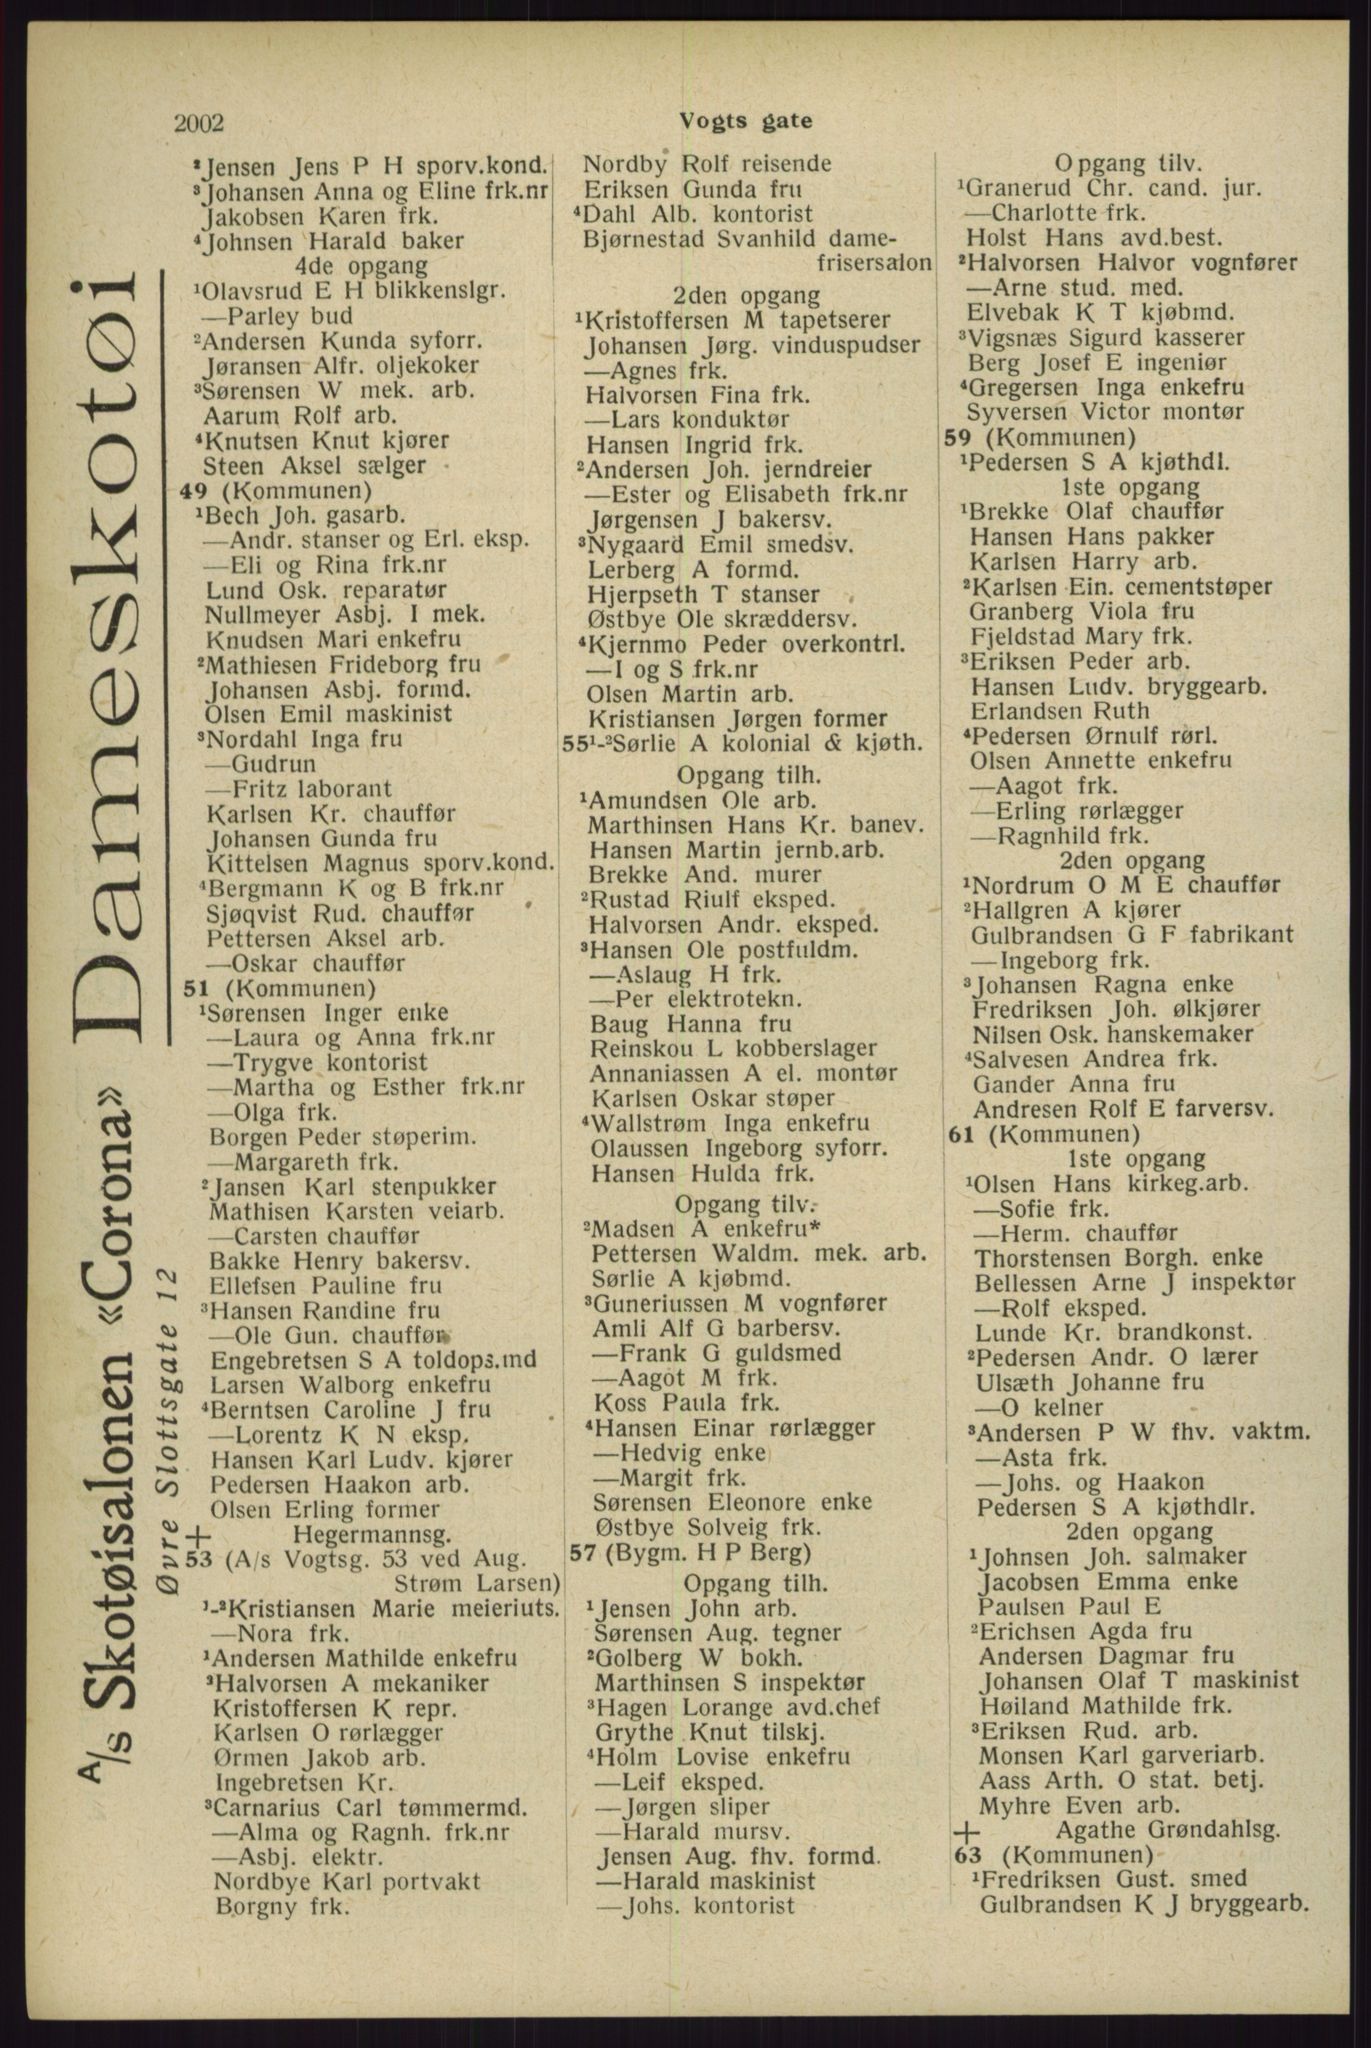 2002
Vogts gate
A/s Skotøisalonen «Corona» Dameskotøi
Øvre Slottsgate 12
²Jensen Jens P H sporv.kond.
³Johansen Anna og Eline frk.nr
Jakobsen Karen frk.
⁴Johnsen Harald baker
4de opgang
¹Olavsrud E H blikkenslgr.
—Parley bud
²Andersen Kunda syforr.
Jøransen Alfr. oljekoker
³Sørensen W mek. arb.
Aarum Rolf arb.
⁴Knutsen Knut kjører
Steen Aksel sælger
49 (Kommunen)
¹Bech Joh. gasarb.
—Andr. stanser og Erl. eksp.
—Eli og Rina frk.nr
Lund Osk. reparatør
Nullmeyer Asbj. I mek.
Knudsen Mari enkefru
²Mathiesen Frideborg fru
Johansen Asbj. formd.
Olsen Emil maskinist
³Nordahl Inga fru
—Gudrun
—Fritz laborant
Karlsen Kr. chauffør
Johansen Gunda fru
Kittelsen Magnus sporv.kond.
⁴Bergmann K og B frk.nr
Sjøqvist Rud. chauffør
Pettersen Aksel arb.
—Oskar chauffør
51 (Kommunen)
¹Sørensen Inger enke
—Laura og Anna frk.nr
—Trygve kontorist
—Martha og Esther frk.nr
—Olga frk.
Borgen Peder støperim.
—Margareth frk.
²Jansen Karl stenpukker
Mathisen Karsten veiarb.
—Carsten chauffør
Bakke Henry bakersv.
Ellefsen Pauline fru
³Hansen Randine fru
—Ole Gun. chauffør
Engebretsen S A toldops.md
Larsen Walborg enkefru
⁴Berntsen Caroline J fru
—Lorentz K N eksp.
Hansen Karl Ludv. kjører
Pedersen Haakon arb.
Olsen Erling former
+ Hegermannsg.
53 (A/s Vogtsg. 53 ved Aug.
Strøm Larsen)
¹-²Kristiansen Marie meieriuts.
—Nora frk.
¹Andersen Mathilde enkefru
³Halvorsen A mekaniker
Kristoffersen K repr.
Karlsen O rørlægger
Ørmen Jakob arb.
Ingebretsen Kr.
³Carnarius Carl tømmermd.
—Alma og Ragnh. frk.nr
—Asbj. elektr.
Nordbye Karl portvakt
Borgny frk.
Nordby Rolf reisende
Eriksen Gunda fru
⁴Dahl Alb. kontorist
Bjørnestad Svanhild dame-
frisersalon
2den opgang
¹Kristoffersen M tapetserer
Johansen Jørg. vinduspudser
—Agnes frk.
Halvorsen Fina frk.
—Lars konduktør
Hansen Ingrid frk.
²Andersen Joh. jerndreier
—Ester og Elisabeth frk.nr
Jørgensen J bakersv.
³Nygaard Emil smedsv.
Lerberg A formd.
Hjerpseth T stanser
Østbye Ole skræddersv.
⁴Kjernmo Peder overkontrl.
—I og S frk.nr
Olsen Martin arb.
Kristiansen Jørgen former
55¹-²Sørlie A kolonial & kjøth.
Opgang tilh.
¹Amundsen Ole arb.
Marthinsen Hans Kr. banev.
Hansen Martin jernb.arb.
Brekke And. murer
²Rustad Riulf eksped.
Halvorsen Andr. eksped.
³Hansen Ole postfuldm.
—Aslaug H frk.
—Per elektrotekn.
Baug Hanna fru
Reinskou L kobberslager
Annaniassen A el. montør
Karlsen Oskar støper
⁴Wallstrøm Inga enkefru
Olaussen Ingeborg syforr.
Hansen Hulda frk.
Opgang tilv.
²Madsen A enkefru*
Pettersen Waldm. mek. arb.
Sørlie A kjøbmd.
³Guneriussen M vognfører
Amli Alf G barbersv.
—Frank G guldsmed
—Aagot M frk.
Koss Paula frk.
⁴Hansen Einar rørlægger
—Hedvig enke
—Margit frk.
Sørensen Eleonore enke
Østbye Solveig frk.
57 (Bygm. H P Berg)
Opgang tilh.
¹Jensen John arb.
Sørensen Aug. tegner
²Golberg W bokh.
Marthinsen S inspektør
³Hagen Lorange avd.chef
Grythe Knut tilskj.
⁴Holm Lovise enkefru
—Leif eksped.
—Jørgen sliper
—Harald mursv.
Jensen Aug. fhv. formd.
—Harald maskinist
—Johs. kontorist
Opgang tilv.
¹Granerud Chr. cand. jur.
—Charlotte frk.
Holst Hans avd.best.
²Halvorsen Halvor vognfører
—Arne stud. med.
Elvebak K T kjøbmd.
³Vigsnæs Sigurd kasserer
Berg Josef E ingeniør
⁴Gregersen Inga enkefru
Syversen Victor montør
59 (Kommunen)
¹Pedersen S A kjøthdl.
1ste opgang
¹Brekke Olaf chauffør
Hansen Hans pakker
Karlsen Harry arb.
²Karlsen Ein. cementstøper
Granberg Viola fru
Fjeldstad Mary frk.
³Eriksen Peder arb.
Hansen Ludv. bryggearb.
Erlandsen Ruth
⁴Pedersen Ørnulf rørl.
Olsen Annette enkefru
—Aagot frk.
—Erling rørlægger
—Ragnhild frk.
2den opgang
¹Nordrum O M E chauffør
²Hallgren A kjører
Gulbrandsen G F fabrikant
—Ingeborg frk.
³Johansen Ragna enke
Fredriksen Joh. ølkjører
Nilsen Osk. hanskemaker
⁴Salvesen Andrea frk.
Gander Anna fru
Andresen Rolf E farversv.
61 (Kommunen)
1ste opgang
¹Olsen Hans kirkeg.arb.
—Sofie frk.
—Herm. chauffør
Thorstensen Borgh. enke
Bellessen Arne J inspektør
—Rolf eksped.
Lunde Kr. brandkonst.
²Pedersen Andr. O lærer
Ulsæth Johanne fru
—O kelner
³Andersen P W fhv. vaktm.
—Asta frk.
—Johs. og Haakon
Pedersen S A kjøthdlr.
2den opgang
¹Johnsen Joh. salmaker
Jacobsen Emma enke
Paulsen Paul E
²Erichsen Agda fru
Andersen Dagmar fru
Johansen Olaf T maskinist
Høiland Mathilde frk.
³Eriksen Rud. arb.
Monsen Karl garveriarb.
Aass Arth. O stat. betj.
Myhre Even arb.
+ Agathe Grøndahlsg.
63 (Kommunen)
¹Fredriksen Gust. smed
Gulbrandsen K J bryggearb.